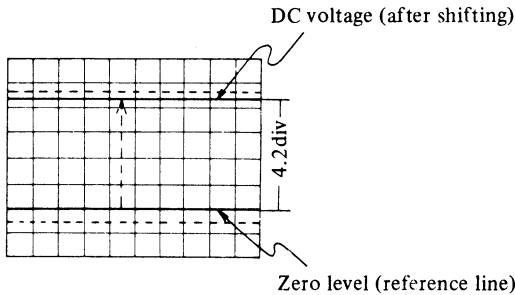 DC voltage (after shifting)
4.2div
Zero level (reference line)